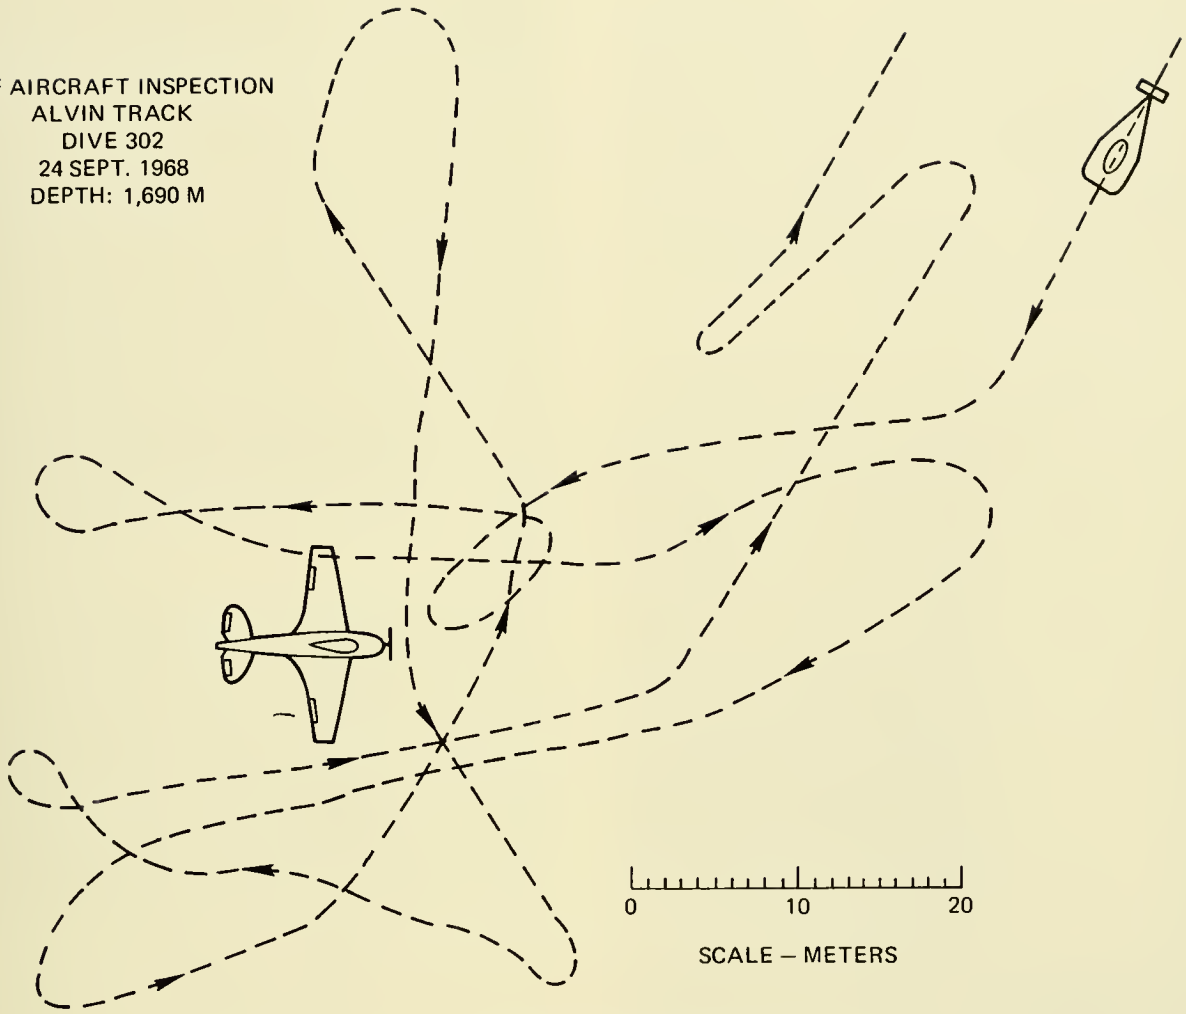 AIRCRAFT INSPECTION
ALVIN TRACK
DIVE 302
24 SEPT. 1968
DEPTH: 1,690 M
0 10 20
SCALE – METERS